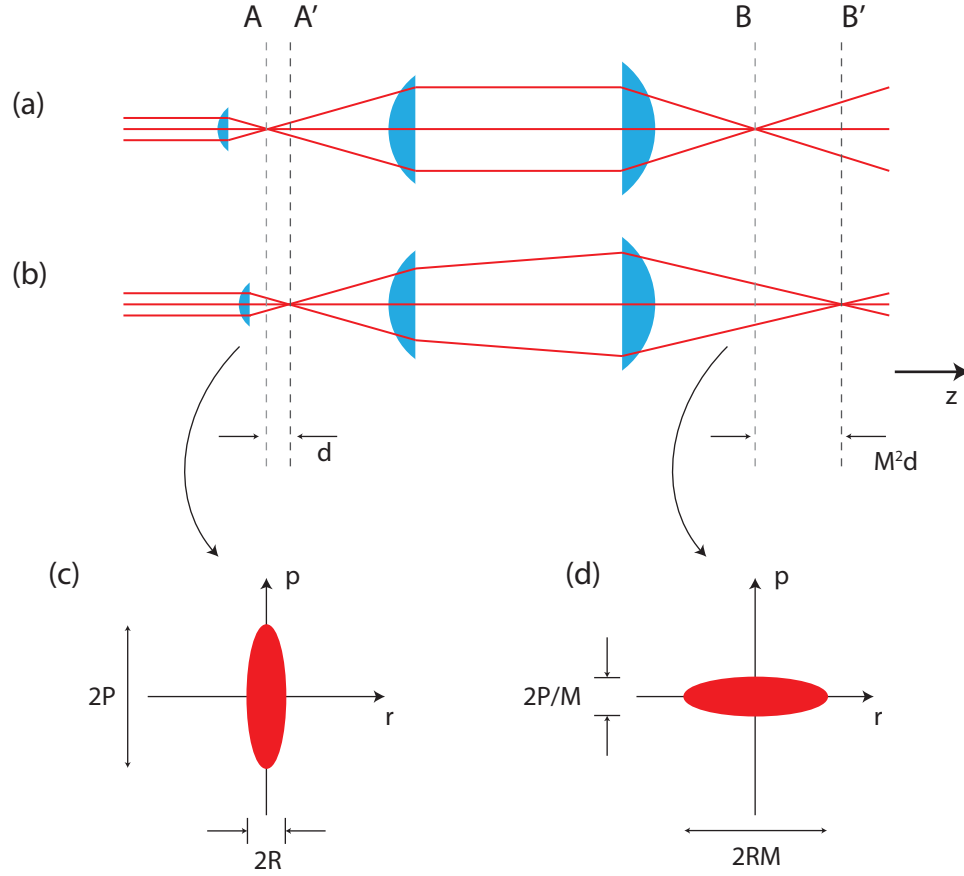 A A′ B B′
(a)
(b)
z
d M²d
(c) (d)
p p
2P 2P/M
r r
2R 2RM